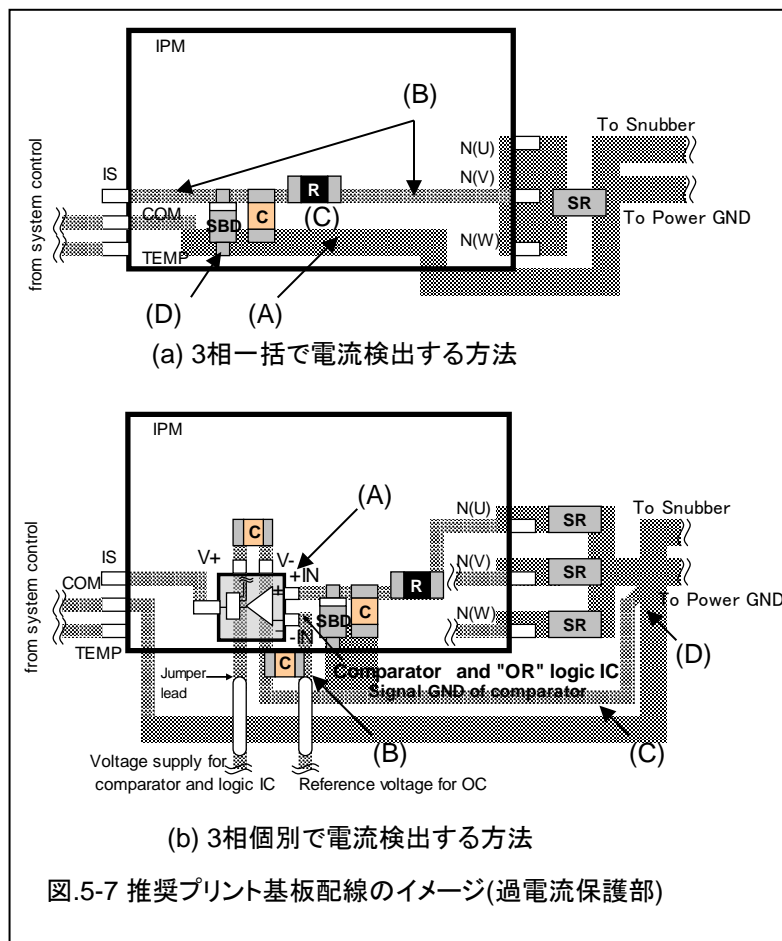 IPM
(B)
To Snubber
N(U)
IS
N(V)
R
COM
(C)
SR
C
SBD
To Power GND
from system control
TEMP
N(W)
(D)
(A)
(a) 3相一括で電流検出する方法
IPM
(A)
C
N(U)
SR
To Snubber
IS
V+
V-
+IN
R
N(V)
SR
COM
+
C
To Power GND
-
SBD
N(W)
SR
-IN
from system control
TEMP
(D)
C
Comparator and "OR" logic IC
Jumper
lead
Signal GND of comparator
(B)
(C)
Voltage supply for
comparator and logic IC
Reference voltage for OC
(b) 3相個別で電流検出する方法
図.5-7 推奨プリント基板配線のイメージ(過電流保護部)